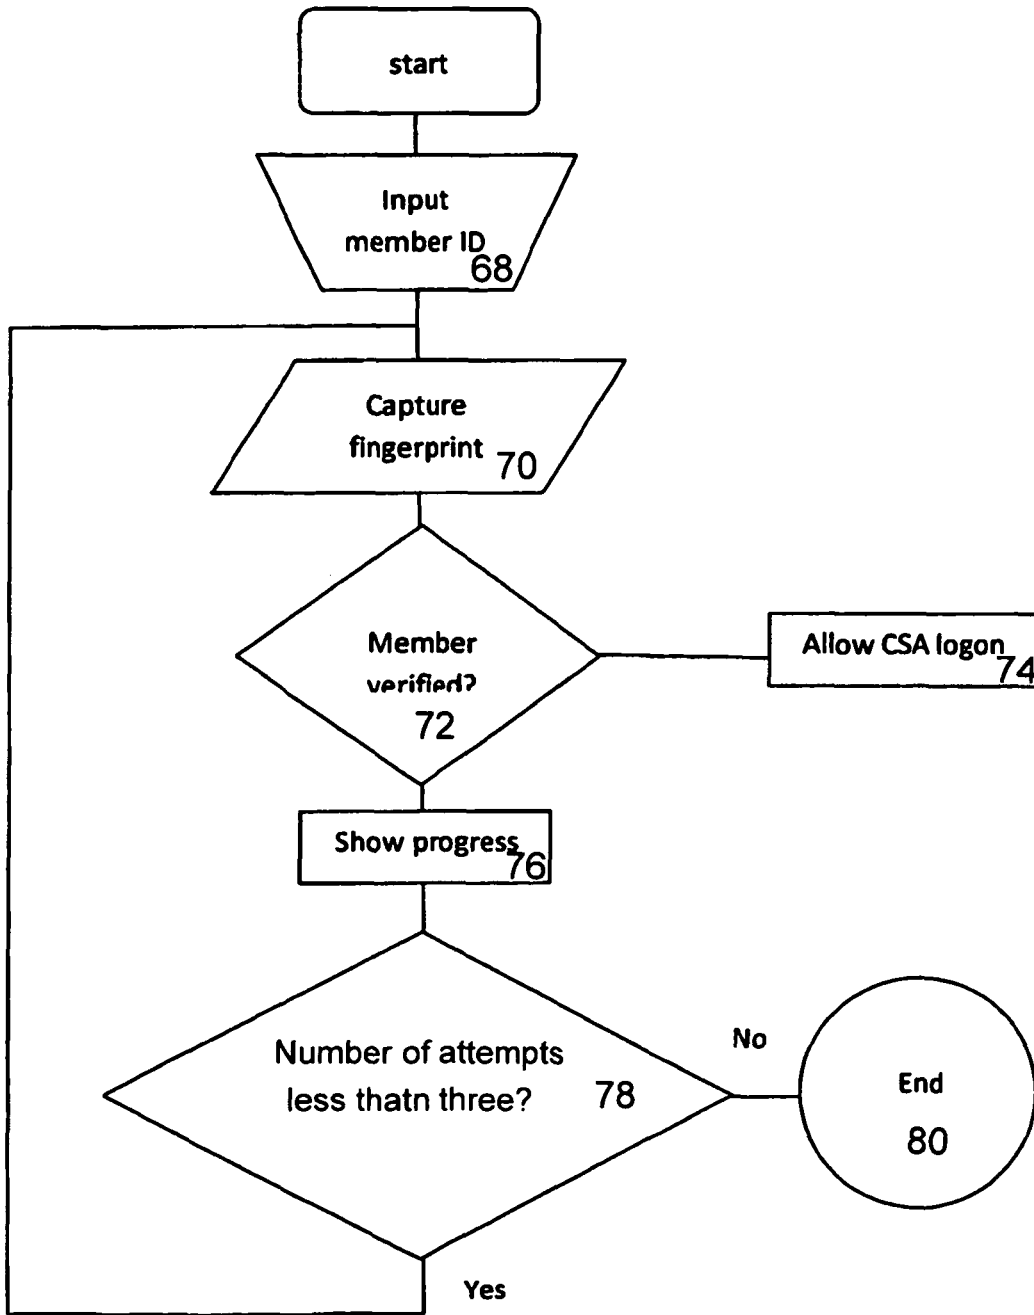 start
Input
member ID
68
Capture
fingerprint
70
Member
verified?
72
Allow CSA logon
74
Show progress
76
Number of attempts
less thatn three?
78
No
End
80
Yes